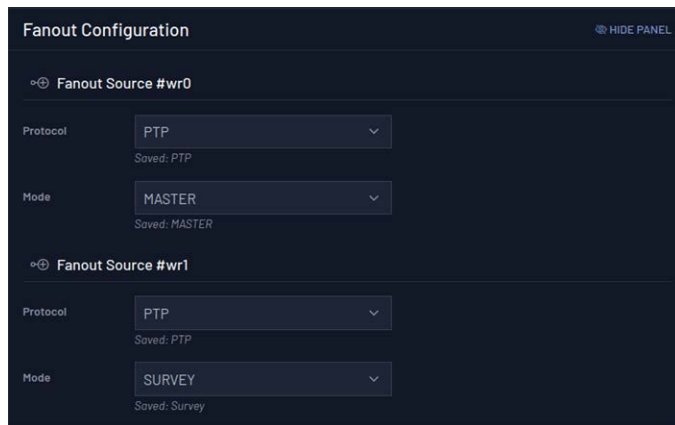 Fanout Configuration
HIDE PANEL
Fanout Source #wr0
Protocol
PTP
Saved: PTP
Mode
MASTER
Saved: MASTER
Fanout Source #wr1
Protocol
PTP
Saved: PTP
Mode
SURVEY
Saved: Survey